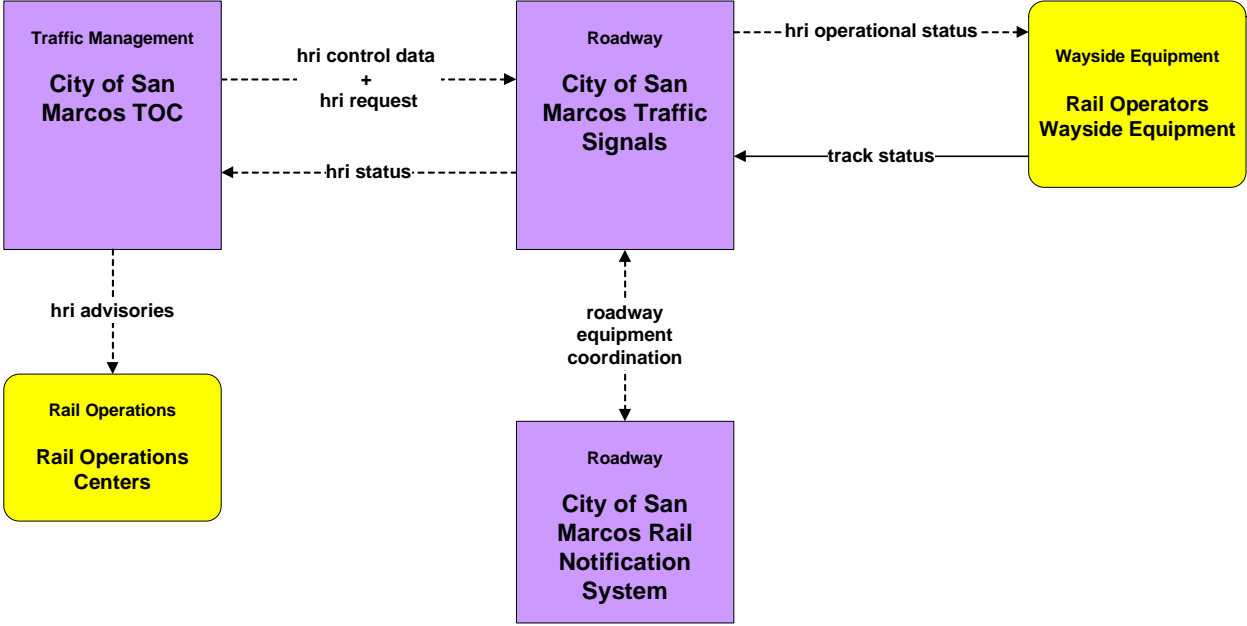 Traffic Management
City of San
Marcos TOC
hri control data
+
hri request
hri status
Roadway
City of San
Marcos Traffic
Signals
hri operational status
track status
Wayside Equipment
Rail Operators
Wayside Equipment
hri advisories
roadway
equipment
coordination
Rail Operations
Rail Operations
Centers
Roadway
City of San
Marcos Rail
Notification
System